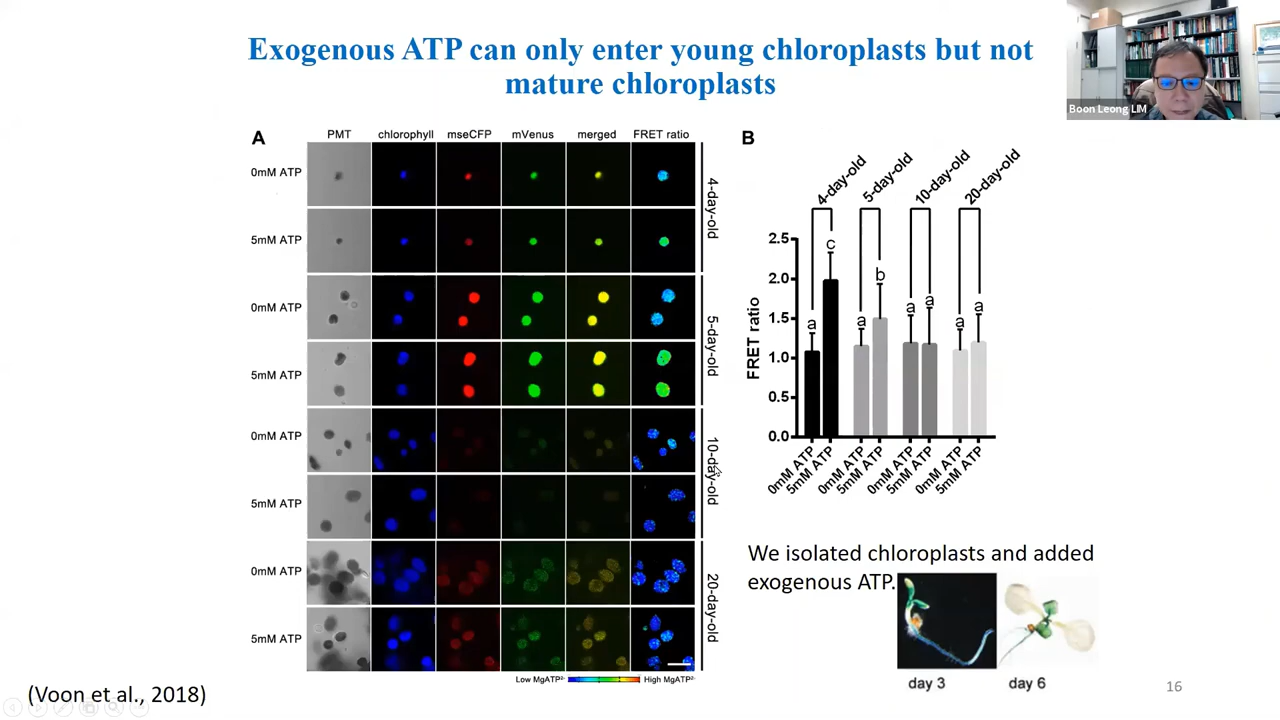 Exogenous ATP can only enter young chloroplasts but not
mature chloroplasts
Boon Leong LIM
A
PMT chlorophyll mseCFP mVenus merged FRET ratio
0mM ATP
5mM ATP
4-day-old
0mM ATP
5mM ATP
5-day-old
0mM ATP
5mM ATP
10-day-old
0mM ATP
5mM ATP
20-day-old
Low MgATP²⁻ High MgATP²⁻
B
4-day-old 5-day-old 10-day-old 20-day-old
FRET ratio
2.5
2.0
1.5
1.0
0.5
0.0
a c a b a a a a
0mM ATP 5mM ATP 0mM ATP 5mM ATP 0mM ATP 5mM ATP 0mM ATP 5mM ATP
We isolated chloroplasts and added
exogenous ATP.
day 3 day 6
(Voon et al., 2018)
16